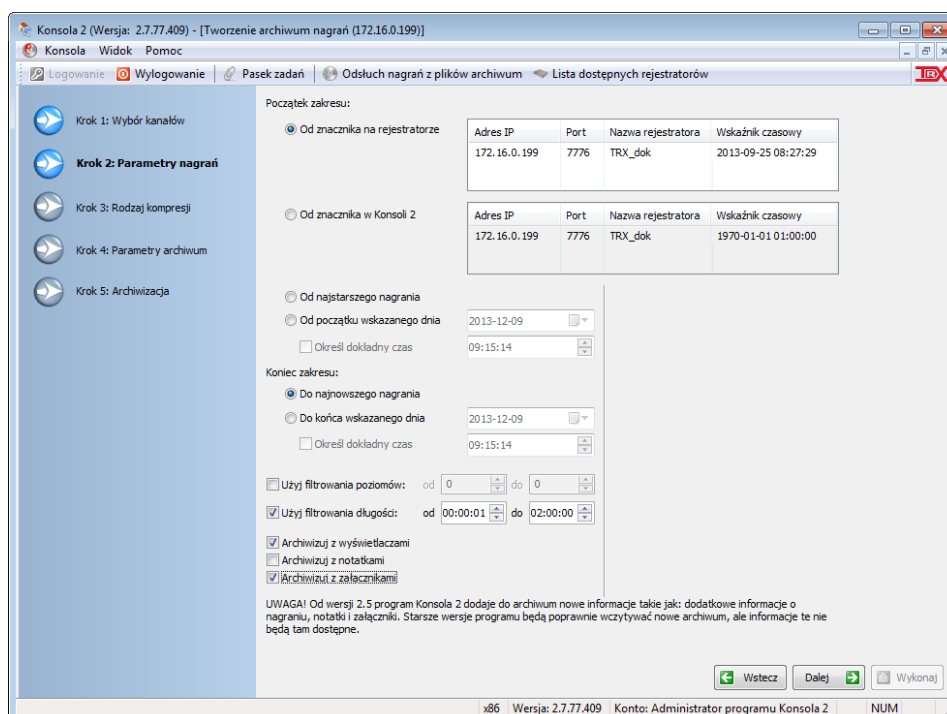 Konsola 2 (Wersja: 2.7.77.409) - [Tworzenie archiwum nagrań (172.16.0.199)]
Konsola Widok Pomoc
Logowanie Wylogowanie Pasek zadań Odsłuch nagrań z plików archiwum Lista dostępnych rejestratorów TRX
Krok 1: Wybór kanałów
Krok 2: Parametry nagrań
Krok 3: Rodzaj kompresji
Krok 4: Parametry archiwum
Krok 5: Archiwizacja
Początek zakresu:
Od znacznika na rejestratorze
Adres IP Port Nazwa rejestratora Wskaźnik czasowy
172.16.0.199 7776 TRX_dok 2013-09-25 08:27:29
Od znacznika w Konsoli 2
Adres IP Port Nazwa rejestratora Wskaźnik czasowy
172.16.0.199 7776 TRX_dok 1970-01-01 01:00:00
Od najstarszego nagrania
Od początku wskazanego dnia 2013-12-09
Określ dokładny czas 09:15:14
Koniec zakresu:
Do najnowszego nagrania
Do końca wskazanego dnia 2013-12-09
Określ dokładny czas 09:15:14
Użyj filtrowania poziomów: od 0 do 0
Użyj filtrowania długości: od 00:00:01 do 02:00:00
Archiwizuj z wyświetlaczami
Archiwizuj z notatkami
Archiwizuj z załącznikami
UWAGA! Od wersji 2.5 program Konsola 2 dodaje do archiwum nowe informacje takie jak: dodatkowe informacje o
nagraniu, notatki i załączniki. Starsze wersje programu będą poprawnie wczytywać nowe archiwum, ale informacje te nie
będą tam dostępne.
Wstecz Dalej Wykonaj
x86 Wersja: 2.7.77.409 Konto: Administrator programu Konsola 2 NUM